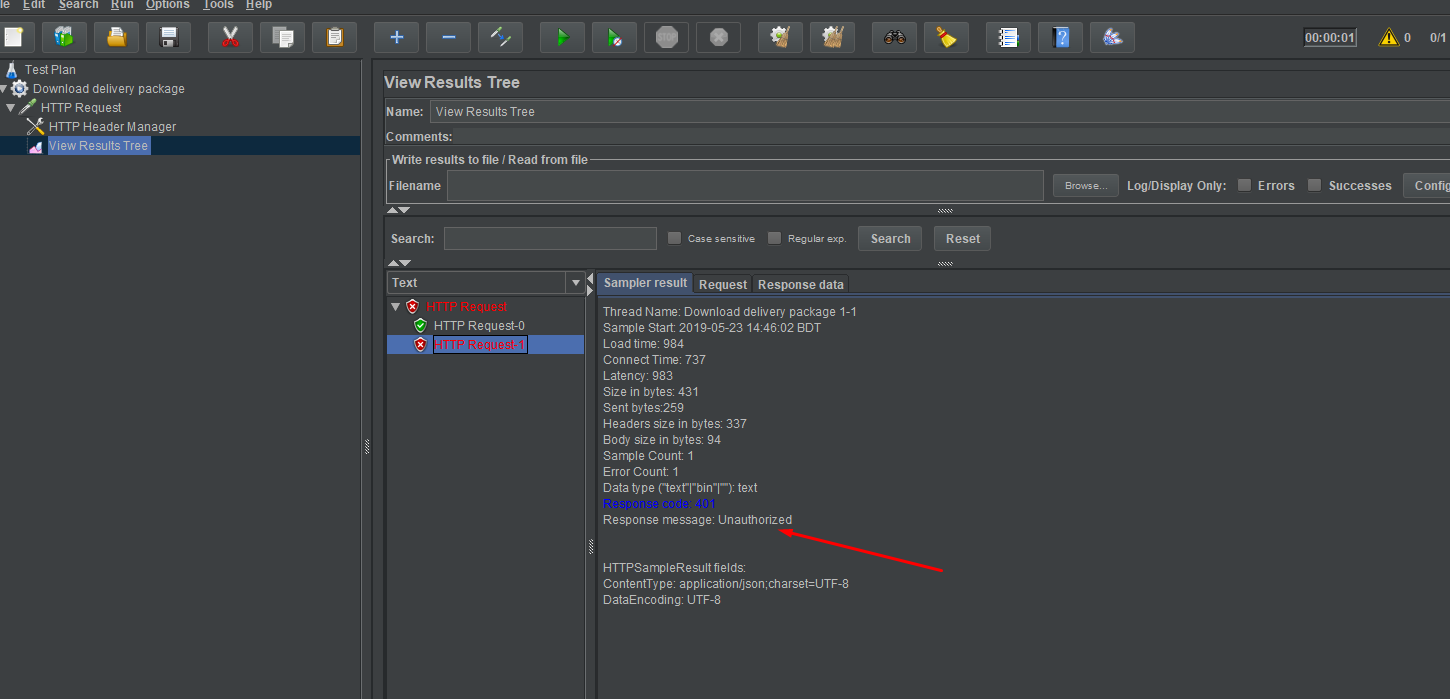 le Edit Search Run Options Tools Help
STOP
00:00:01 0 0/1
Test Plan
Download delivery package
HTTP Request
HTTP Header Manager
View Results Tree
View Results Tree
Name: View Results Tree
Comments:
Write results to file / Read from file
Filename Browse... Log/Display Only: Errors Successes Config
Search: Case sensitive Regular exp. Search Reset
Text
HTTP Request
HTTP Request-0
HTTP Request-1
Sampler result Request Response data
Thread Name: Download delivery package 1-1
Sample Start: 2019-05-23 14:46:02 BDT
Load time: 984
Connect Time: 737
Latency: 983
Size in bytes: 431
Sent bytes:259
Headers size in bytes: 337
Body size in bytes: 94
Sample Count: 1
Error Count: 1
Data type ("text"|"bin"|""): text
Response code: 401
Response message: Unauthorized
HTTPSampleResult fields:
ContentType: application/json;charset=UTF-8
DataEncoding: UTF-8